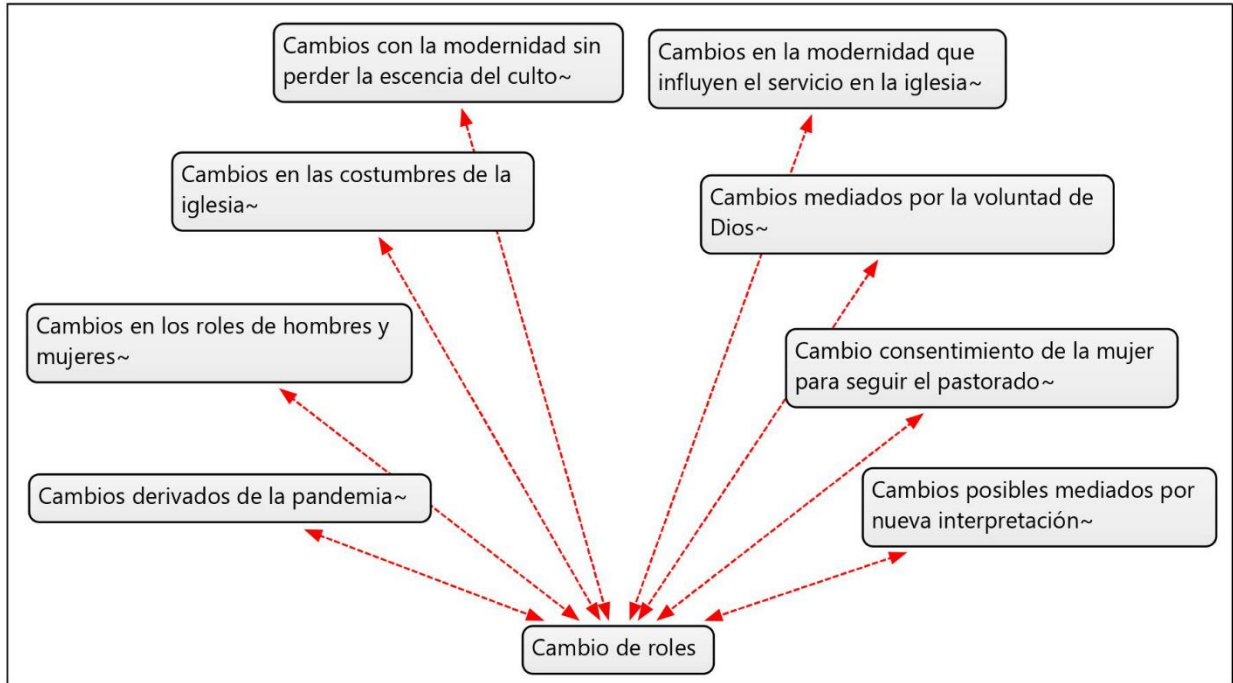 Cambios con la modernidad sin
perder la escencia del culto~
Cambios en la modernidad que
influyen el servicio en la iglesia~
Cambios en las costumbres de la
iglesia~
Cambios mediados por la voluntad de
Dios~
Cambios en los roles de hombres y
mujeres~
Cambio consentimiento de la mujer
para seguir el pastorado~
Cambios derivados de la pandemia~
Cambios posibles mediados por
nueva interpretación~
Cambio de roles